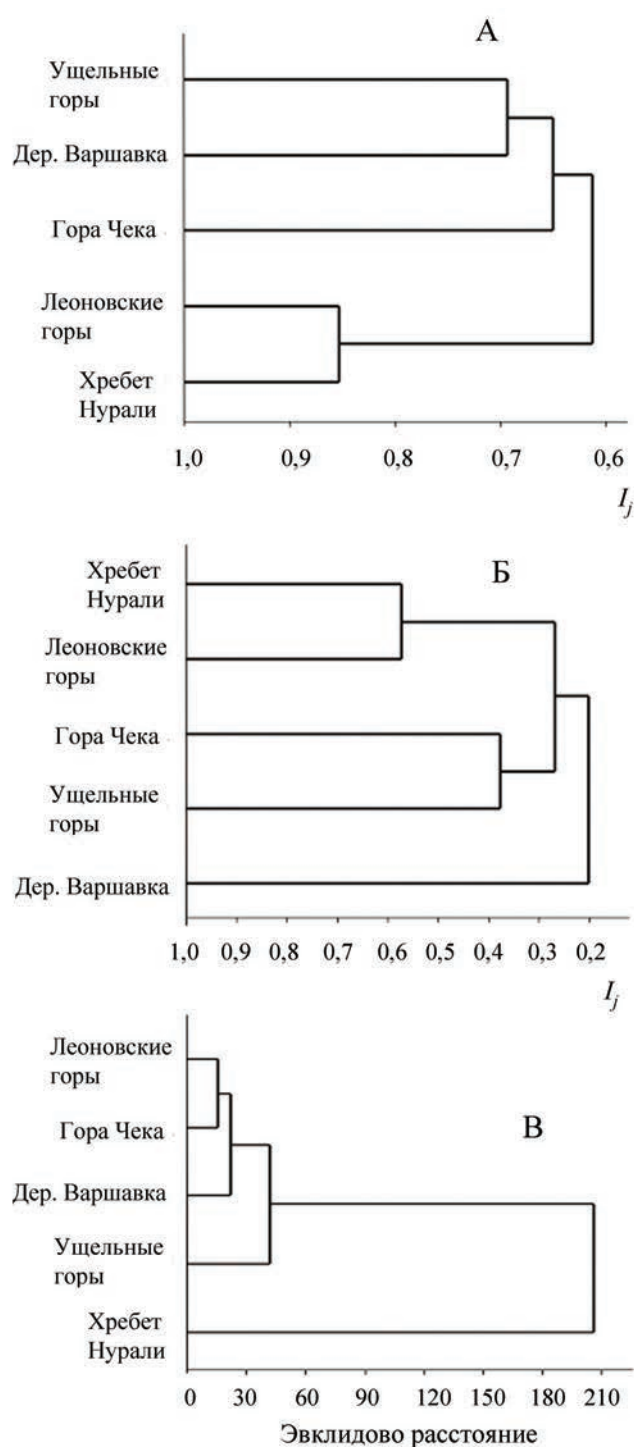 А
Ущельные
горы
Дер. Варшавка
Гора Чека
Леоновские
горы
Хребет
Нурали
1,0 0,9 0,8 0,7 0,6
Ij
Б
Хребет
Нурали
Леоновские
горы
Гора Чека
Ущельные
горы
Дер. Варшавка
1,0 0,9 0,8 0,7 0,6 0,5 0,4 0,3 0,2
Ij
В
Леоновские
горы
Гора Чека
Дер. Варшавка
Ущельные
горы
Хребет
Нурали
0 30 60 90 120 150 180 210
Эвклидово расстояние